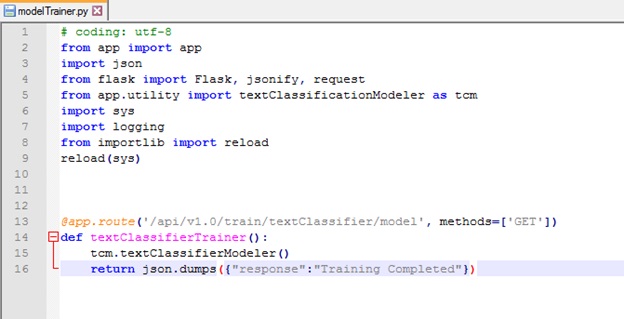 modelTrainer.py
1 # coding: utf-8
2 from app import app
3 import json
4 from flask import Flask, jsonify, request
5 from app.utility import textClassificationModeler as tcm
6 import sys
7 import logging
8 from importlib import reload
9 reload(sys)
10
11
12
13 @app.route('/api/v1.0/train/textClassifier/model', methods=['GET'])
14 def textClassifierTrainer():
15     tcm.textClassifierModeler()
16     return json.dumps({"response":"Training Completed"})